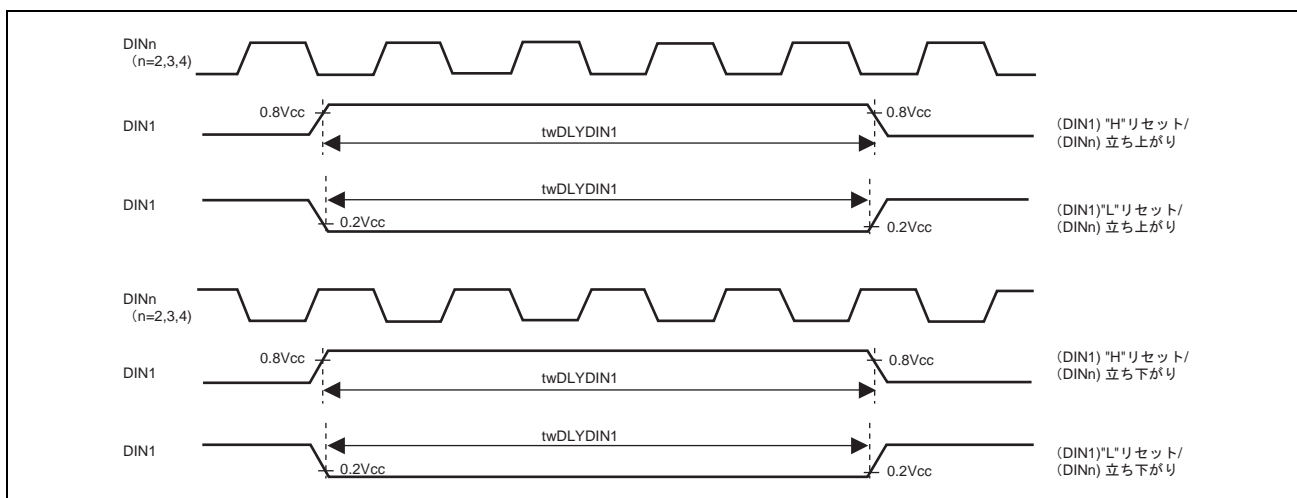 DINn
（n=2,3,4)
DIN1
0.8Vcc
twDLYDIN1
0.8Vcc
（DIN1）"H"リセット/
（DINn) 立ち上がり
DIN1
0.2Vcc
twDLYDIN1
0.2Vcc
（DIN1)"L"リセット/
（DINn) 立ち上がり
DINn
（n=2,3,4)
DIN1
0.8Vcc
twDLYDIN1
0.8Vcc
（DIN1）"H"リセット/
（DINn) 立ち下がり
DIN1
0.2Vcc
twDLYDIN1
0.2Vcc
（DIN1)"L"リセット/
（DINn) 立ち下がり